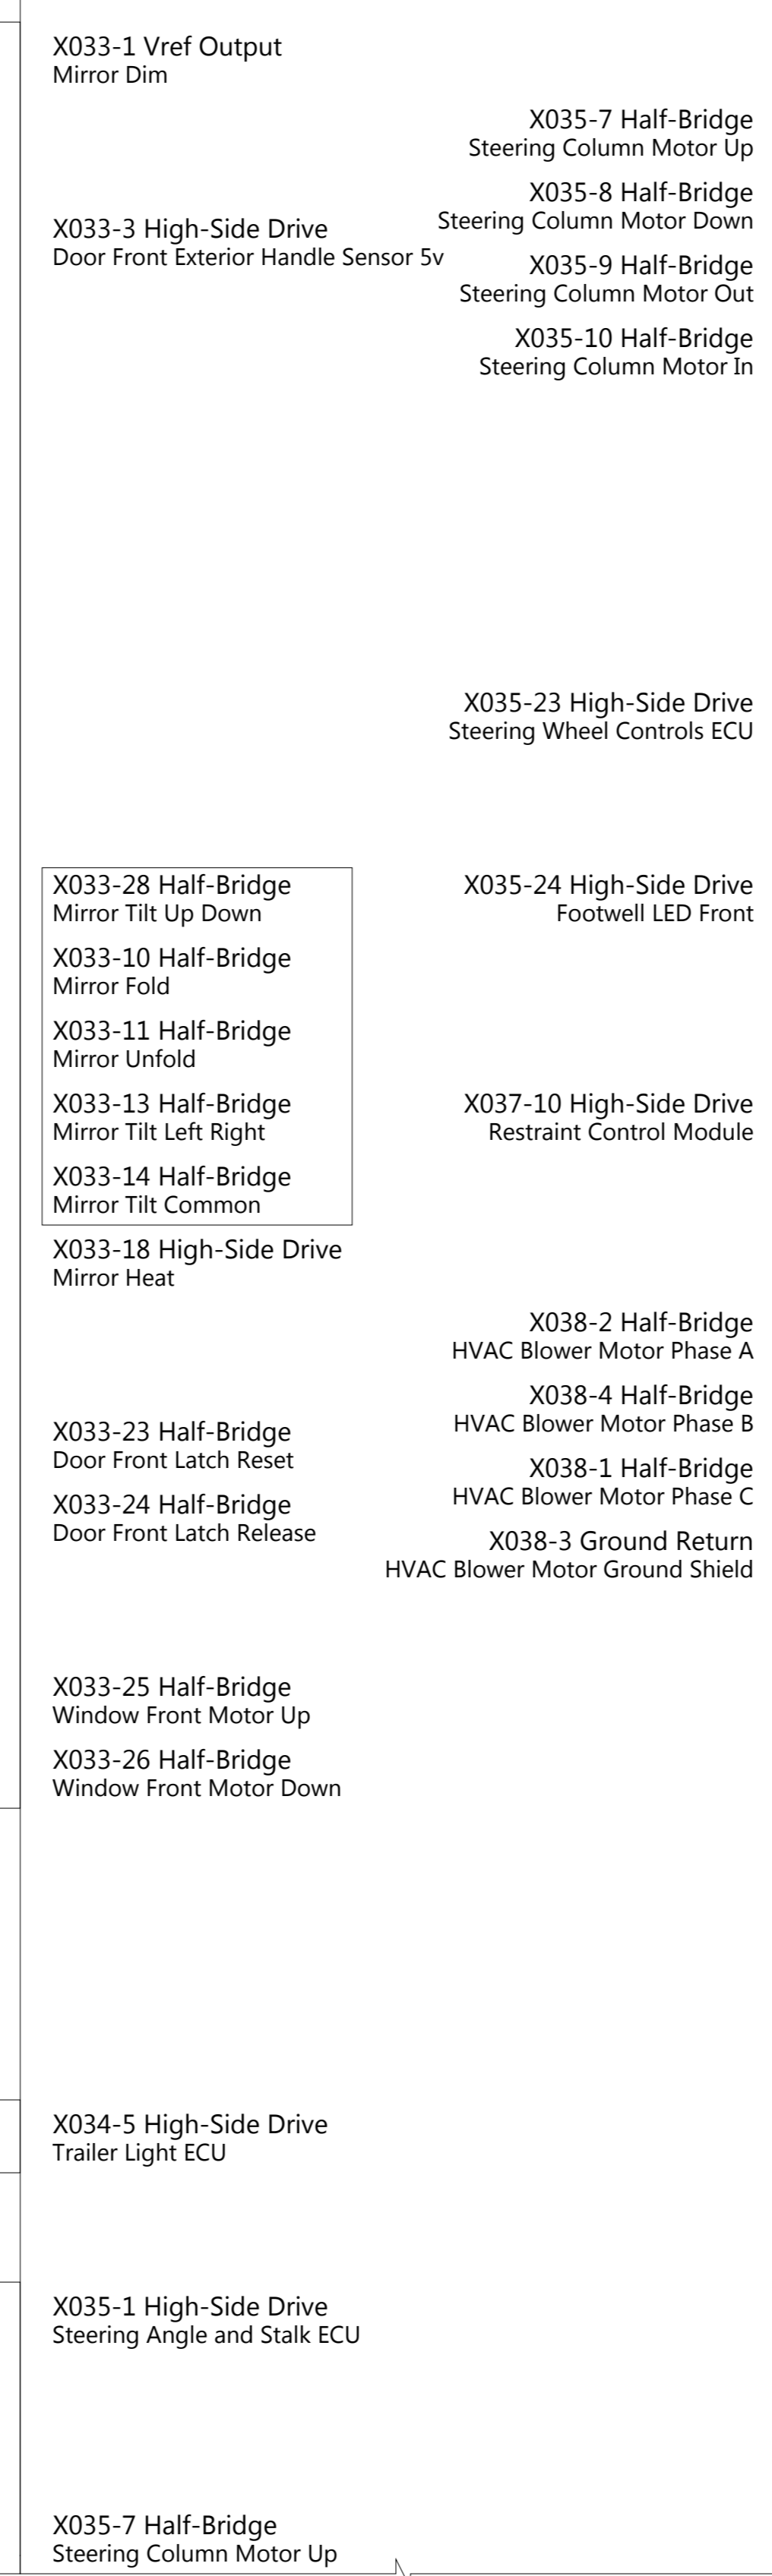 X033-1 Vref Output
Mirror Dim
X033-3 High-Side Drive
Door Front Exterior Handle Sensor 5v
X033-28 Half-Bridge
Mirror Tilt Up Down
X033-10 Half-Bridge
Mirror Fold
X033-11 Half-Bridge
Mirror Unfold
X033-13 Half-Bridge
Mirror Tilt Left Right
X033-14 Half-Bridge
Mirror Tilt Common
X033-18 High-Side Drive
Mirror Heat
X033-23 Half-Bridge
Door Front Latch Reset
X033-24 Half-Bridge
Door Front Latch Release
X033-25 Half-Bridge
Window Front Motor Up
X033-26 Half-Bridge
Window Front Motor Down
X034-5 High-Side Drive
Trailer Light ECU
X035-1 High-Side Drive
Steering Angle and Stalk ECU
X035-7 Half-Bridge
Steering Column Motor Up
X035-7 Half-Bridge
Steering Column Motor Up
X035-8 Half-Bridge
Steering Column Motor Down
X035-9 Half-Bridge
Steering Column Motor Out
X035-10 Half-Bridge
Steering Column Motor In
X035-23 High-Side Drive
Steering Wheel Controls ECU
X035-24 High-Side Drive
Footwell LED Front
X037-10 High-Side Drive
Restraint Control Module
X038-2 Half-Bridge
HVAC Blower Motor Phase A
X038-4 Half-Bridge
HVAC Blower Motor Phase B
X038-1 Half-Bridge
HVAC Blower Motor Phase C
X038-3 Ground Return
HVAC Blower Motor Ground Shield